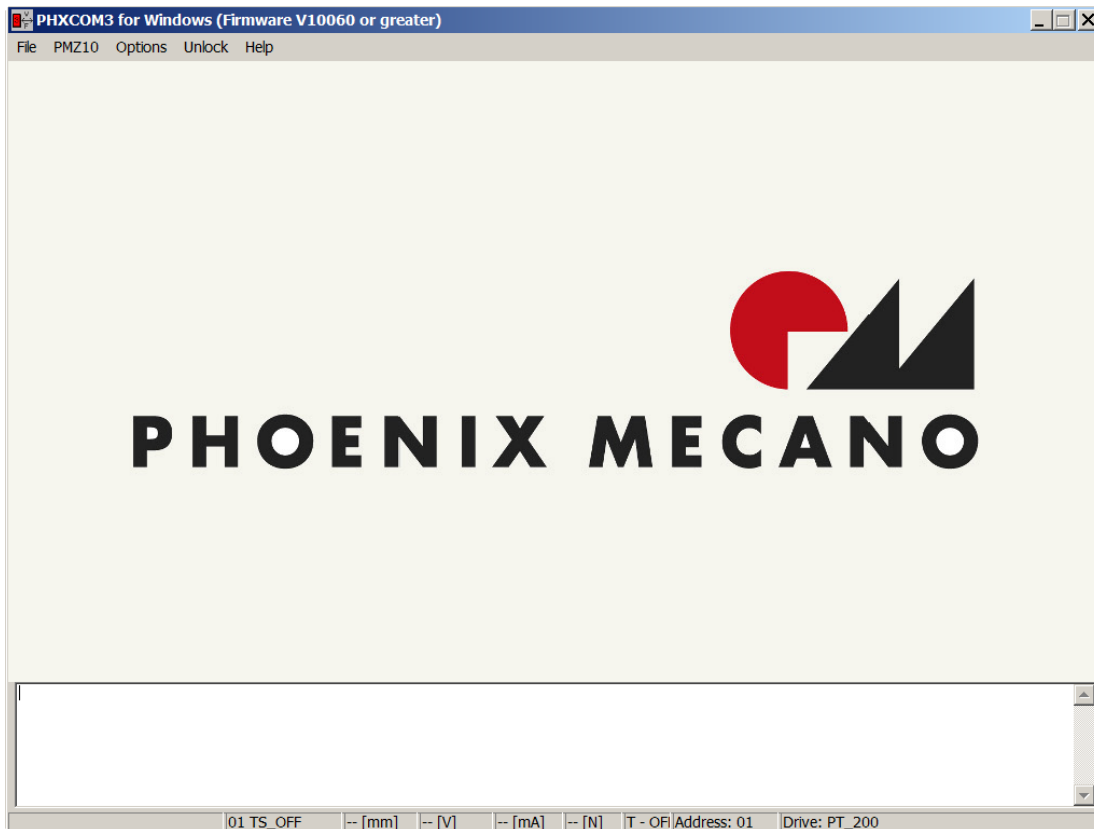 PHXCOM3 for Windows (Firmware V10060 or greater)
File PMZ10 Options Unlock Help
PHOENIX MECANO
01 TS_OFF -- [mm] -- [V] -- [mA] -- [N] T - OF Address: 01 Drive: PT_200